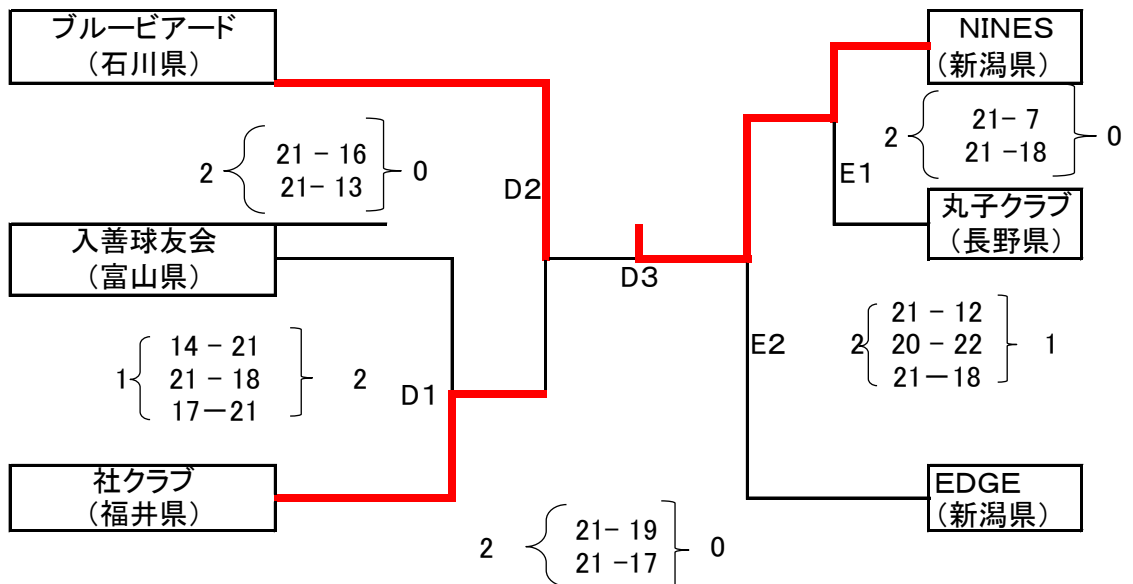 ブルービアード
（石川県）
NINES
（新潟県）
2
21 － 16
21－ 13
0
D2
2
21－ 7
21 －18
0
E1
入善球友会
（富山県）
丸子クラブ
（長野県）
D3
1
14 － 21
21 － 18
17－21
2
D1
E2
2
21 － 12
20 － 22
21－18
1
社クラブ
（福井県）
EDGE
（新潟県）
2
21－ 19
21 －17
0